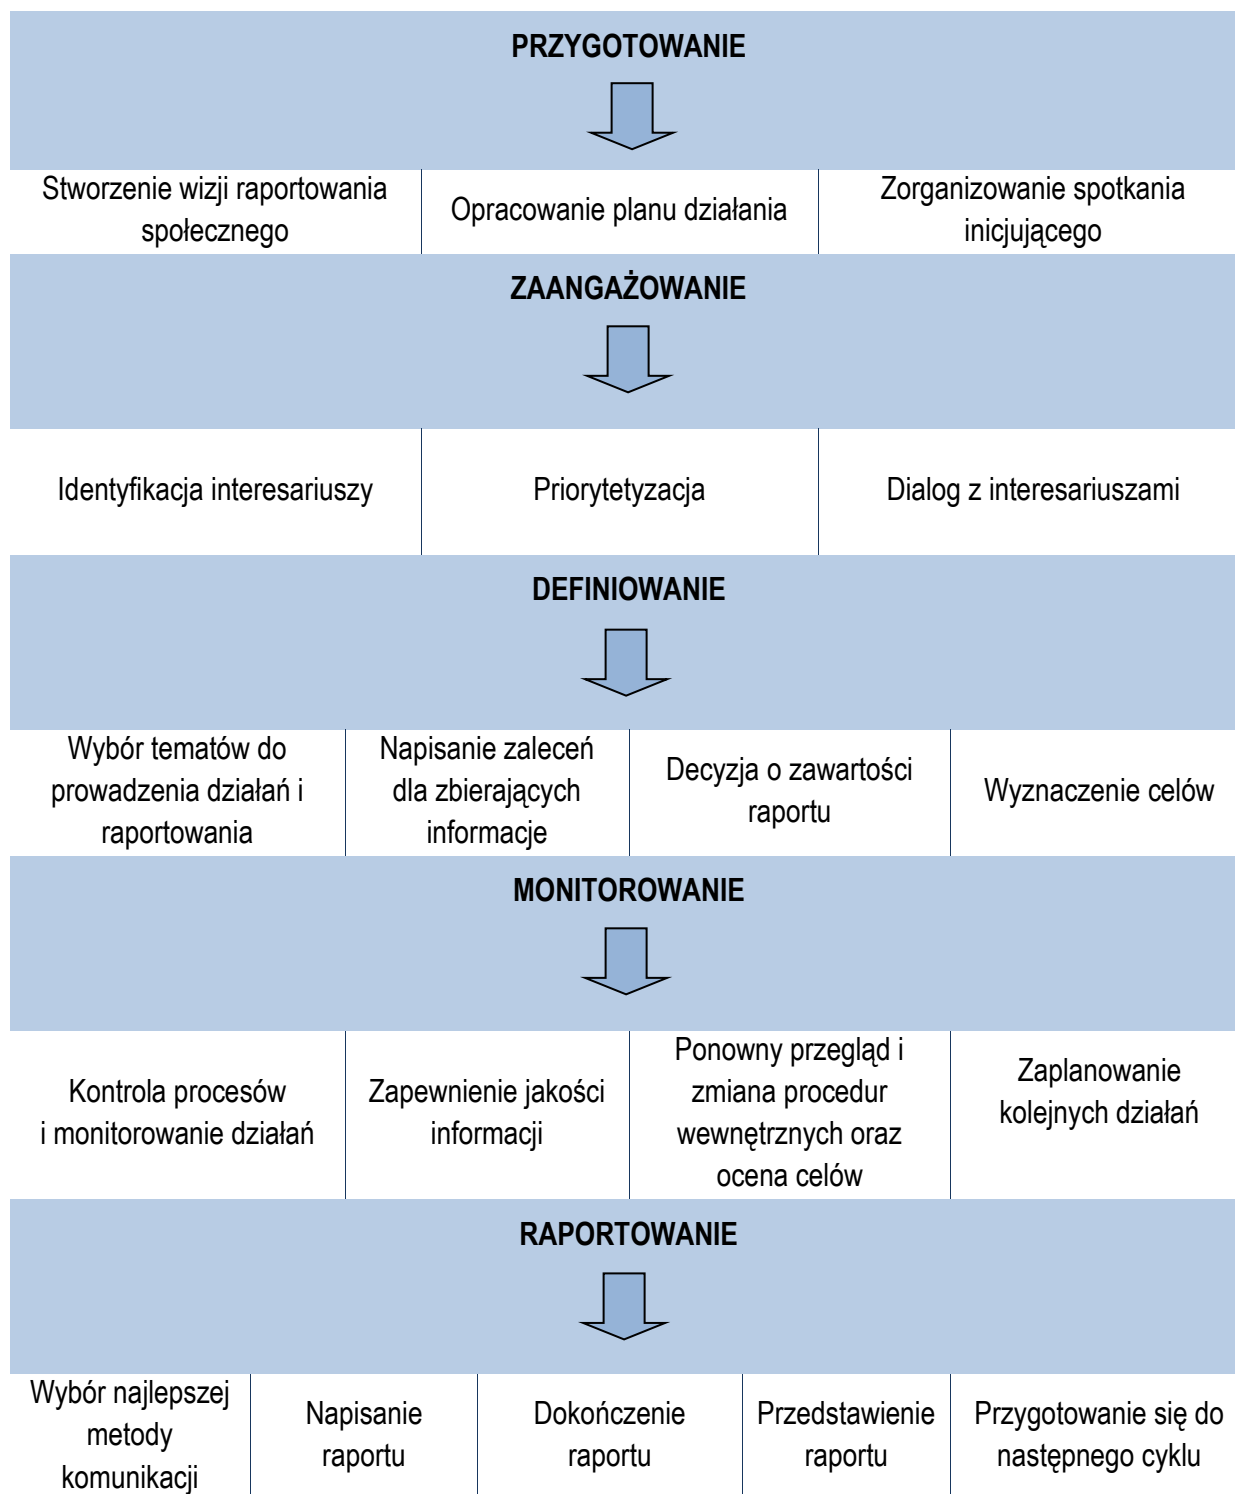 PRZYGOTOWANIE
Stworzenie wizji raportowania
społecznego
Opracowanie planu działania
Zorganizowanie spotkania
inicjującego
ZAANGAŻOWANIE
Identyfikacja interesariuszy
Priorytetyzacja
Dialog z interesariuszami
DEFINIOWANIE
Wybór tematów do
prowadzenia działań i
raportowania
Napisanie zaleceń
dla zbierających
informacje
Decyzja o zawartości
raportu
Wyznaczenie celów
MONITOROWANIE
Kontrola procesów
i monitorowanie działań
Zapewnienie jakości
informacji
Ponowny przegląd i
zmiana procedur
wewnętrznych oraz
ocena celów
Zaplanowanie
kolejnych działań
RAPORTOWANIE
Wybór najlepszej
metody
komunikacji
Napisanie
raportu
Dokończenie
raportu
Przedstawienie
raportu
Przygotowanie się do
następnego cyklu